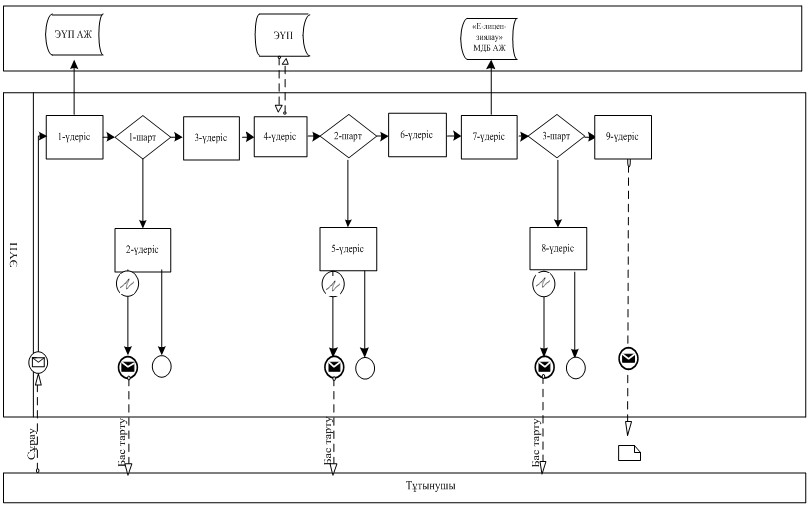 ЭҮП АЖ
ЭҮП
«Е-лицен-
зиялау»
МДБ АЖ
1-үдеріс
1-шарт
3-үдеріс
4-үдеріс
2-шарт
6-үдеріс
7-үдеріс
3-шарт
9-үдеріс
ЭҮП
2-үдеріс
5-үдеріс
8-үдеріс
Сұрау
Бас тарту
Бас тарту
Бас тарту
Тұтынушы